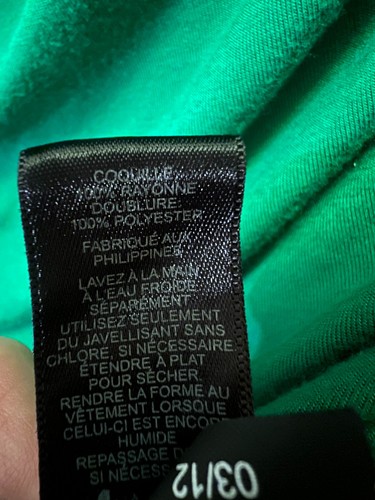 COQUILLE:
RAYONNE
DOUBLURE:
100% POLYESTER
FABRIQUÉ AUX
PHILIPPINES
LAVEZ À LA MAIN
À L'EAU FROIDE
SÉPARÉMENT
UTILISEZ SEULEMENT
DU JAVELLISANT SANS
CHLORE, SI NÉCESSAIRE
ÉTENDRE À PLAT
POUR SÉCHER
RENDRE LA FORME AU
VÊTEMENT LORSQUE
CELUI-CI EST ENCORE
HUMIDE
REPASSAGE
SI NÉCESS
03/12